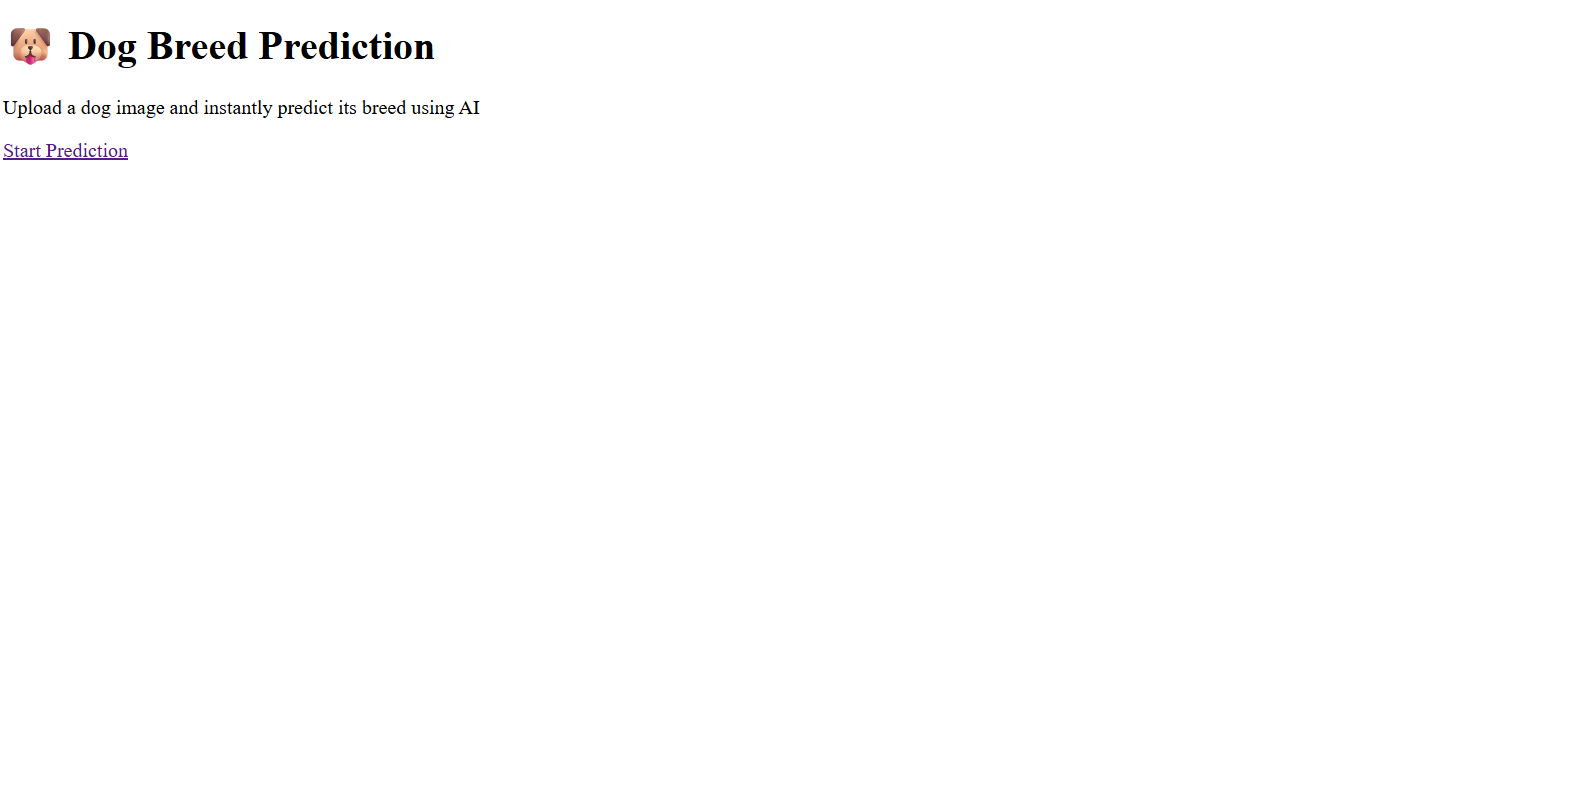 Dog Breed Prediction
Upload a dog image and instantly predict its breed using AI
Start Prediction